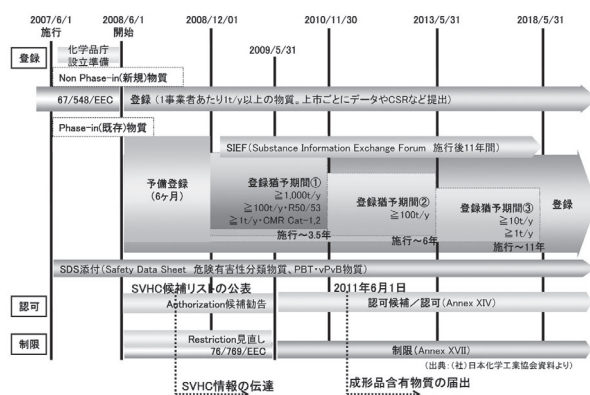 2007/6/1 2008/6/1 2008/12/01 2010/11/30 2013/5/31 2018/5/31
施行 開始 2009/5/31
登録
化学品庁
設立準備
Non Phase-in(新規)物質
67/548/EEC 登録(1事業者あたり1t/y以上の物質。上市ごとにデータやCSRなど提出)
Phase-in(既存)物質
SIEF(Substance Information Exchange Forum 施行後11年間)
予備登録
(6ヶ月)
登録猶予期間①
≧1,000t/y
≧100t/y・R50/53
≧1t/y・CMR Cat-1,2
施行～3.5年
登録猶予期間②
≧100t/y
施行～6年
登録猶予期間③
≧10t/y
≧1t/y
施行～11年
登録
SDS添付(Safety Data Sheet 危険有害性分類物質、PBT・vPvB物質)
SVHC候補リストの公表 2011年6月1日
認可
Authorization候補勧告 認可候補/認可(Annex XIV)
制限
Restriction見直し
76/769/EEC 制限(Annex XVII)
(出典:(社)日本化学工業協会資料より)
SVHC情報の伝達 成形品含有物質の届出